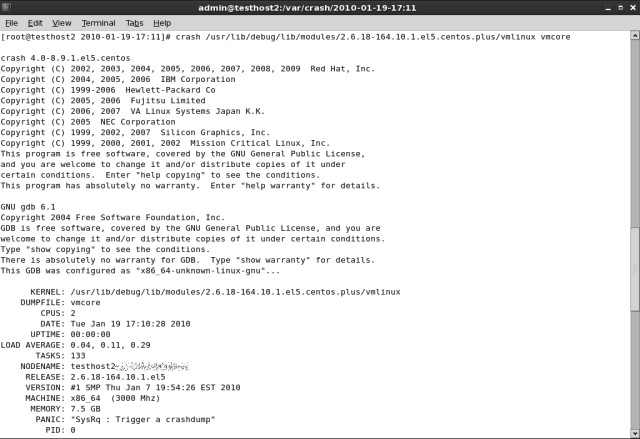 admin@testhost2:/var/crash/2010-01-19-17:11
File Edit View Terminal Tabs Help
[root@testhost2 2010-01-19-17:11]# crash /usr/lib/debug/lib/modules/2.6.18-164.10.1.el5.centos.plus/vmlinux vmcore
crash 4.0-8.9.1.el5.centos
Copyright (C) 2002, 2003, 2004, 2005, 2006, 2007, 2008, 2009  Red Hat, Inc.
Copyright (C) 2004, 2005, 2006  IBM Corporation
Copyright (C) 1999-2006  Hewlett-Packard Co
Copyright (C) 2005, 2006  Fujitsu Limited
Copyright (C) 2006, 2007  VA Linux Systems Japan K.K.
Copyright (C) 2005  NEC Corporation
Copyright (C) 1999, 2002, 2007  Silicon Graphics, Inc.
Copyright (C) 1999, 2000, 2001, 2002  Mission Critical Linux, Inc.
This program is free software, covered by the GNU General Public License,
and you are welcome to change it and/or distribute copies of it under
certain conditions.  Enter "help copying" to see the conditions.
This program has absolutely no warranty.  Enter "help warranty" for details.
GNU gdb 6.1
Copyright 2004 Free Software Foundation, Inc.
GDB is free software, covered by the GNU General Public License, and you are
welcome to change it and/or distribute copies of it under certain conditions.
Type "show copying" to see the conditions.
There is absolutely no warranty for GDB.  Type "show warranty" for details.
This GDB was configured as "x86_64-unknown-linux-gnu"...
KERNEL: /usr/lib/debug/lib/modules/2.6.18-164.10.1.el5.centos.plus/vmlinux
DUMPFILE: vmcore
CPUS: 2
DATE: Tue Jan 19 17:10:28 2010
UPTIME: 00:00:00
LOAD AVERAGE: 0.04, 0.11, 0.29
TASKS: 133
NODENAME: testhost2
RELEASE: 2.6.18-164.10.1.el5
VERSION: #1 SMP Thu Jan 7 19:54:26 EST 2010
MACHINE: x86_64  (3000 Mhz)
MEMORY: 7.5 GB
PANIC: "SysRq : Trigger a crashdump"
PID: 0